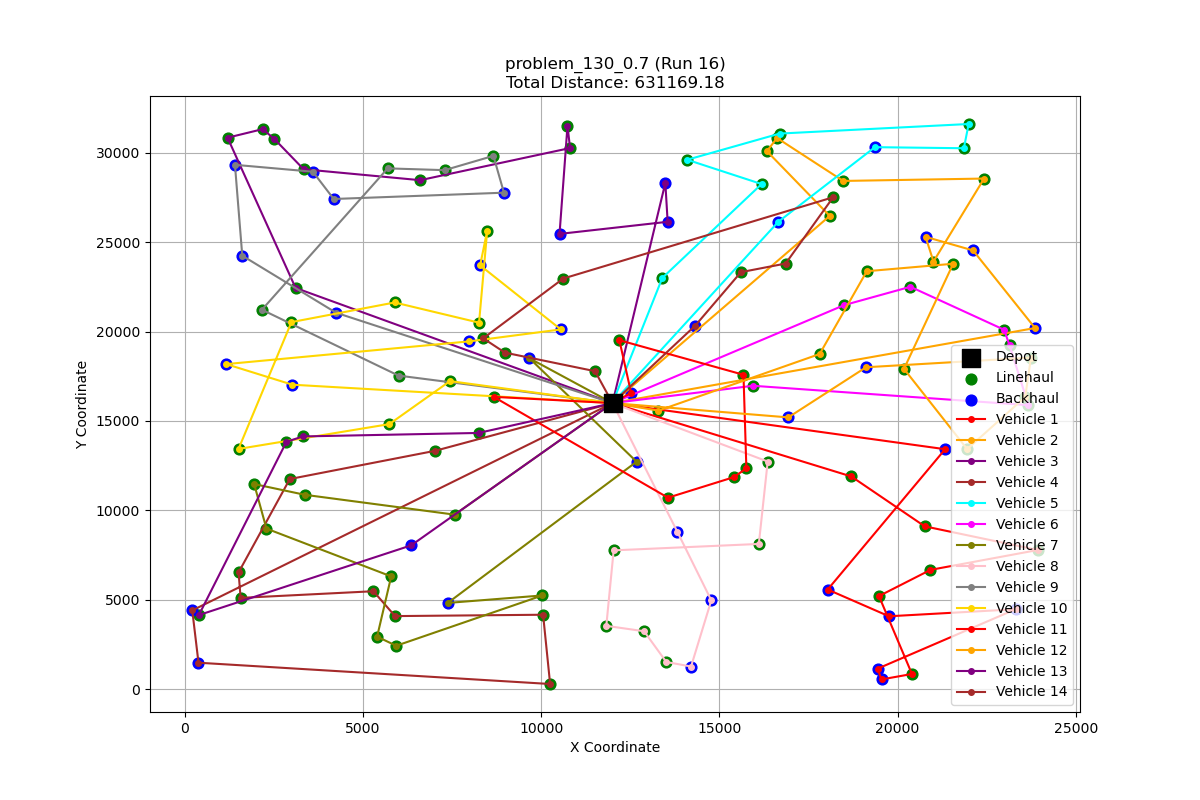 problem_130_0.7 (Run 16)
Total Distance: 631169.18
Y Coordinate
30000
25000
20000
15000
10000
5000
0
Depot
Linehaul
Backhaul
Vehicle 1
Vehicle 2
Vehicle 3
Vehicle 4
Vehicle 5
Vehicle 6
Vehicle 7
Vehicle 8
Vehicle 9
Vehicle 10
Vehicle 11
Vehicle 12
Vehicle 13
Vehicle 14
0 5000 10000 15000 20000 25000
X Coordinate